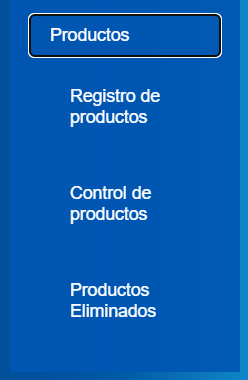 Productos
Registro de
productos
Control de
productos
Productos
Eliminados